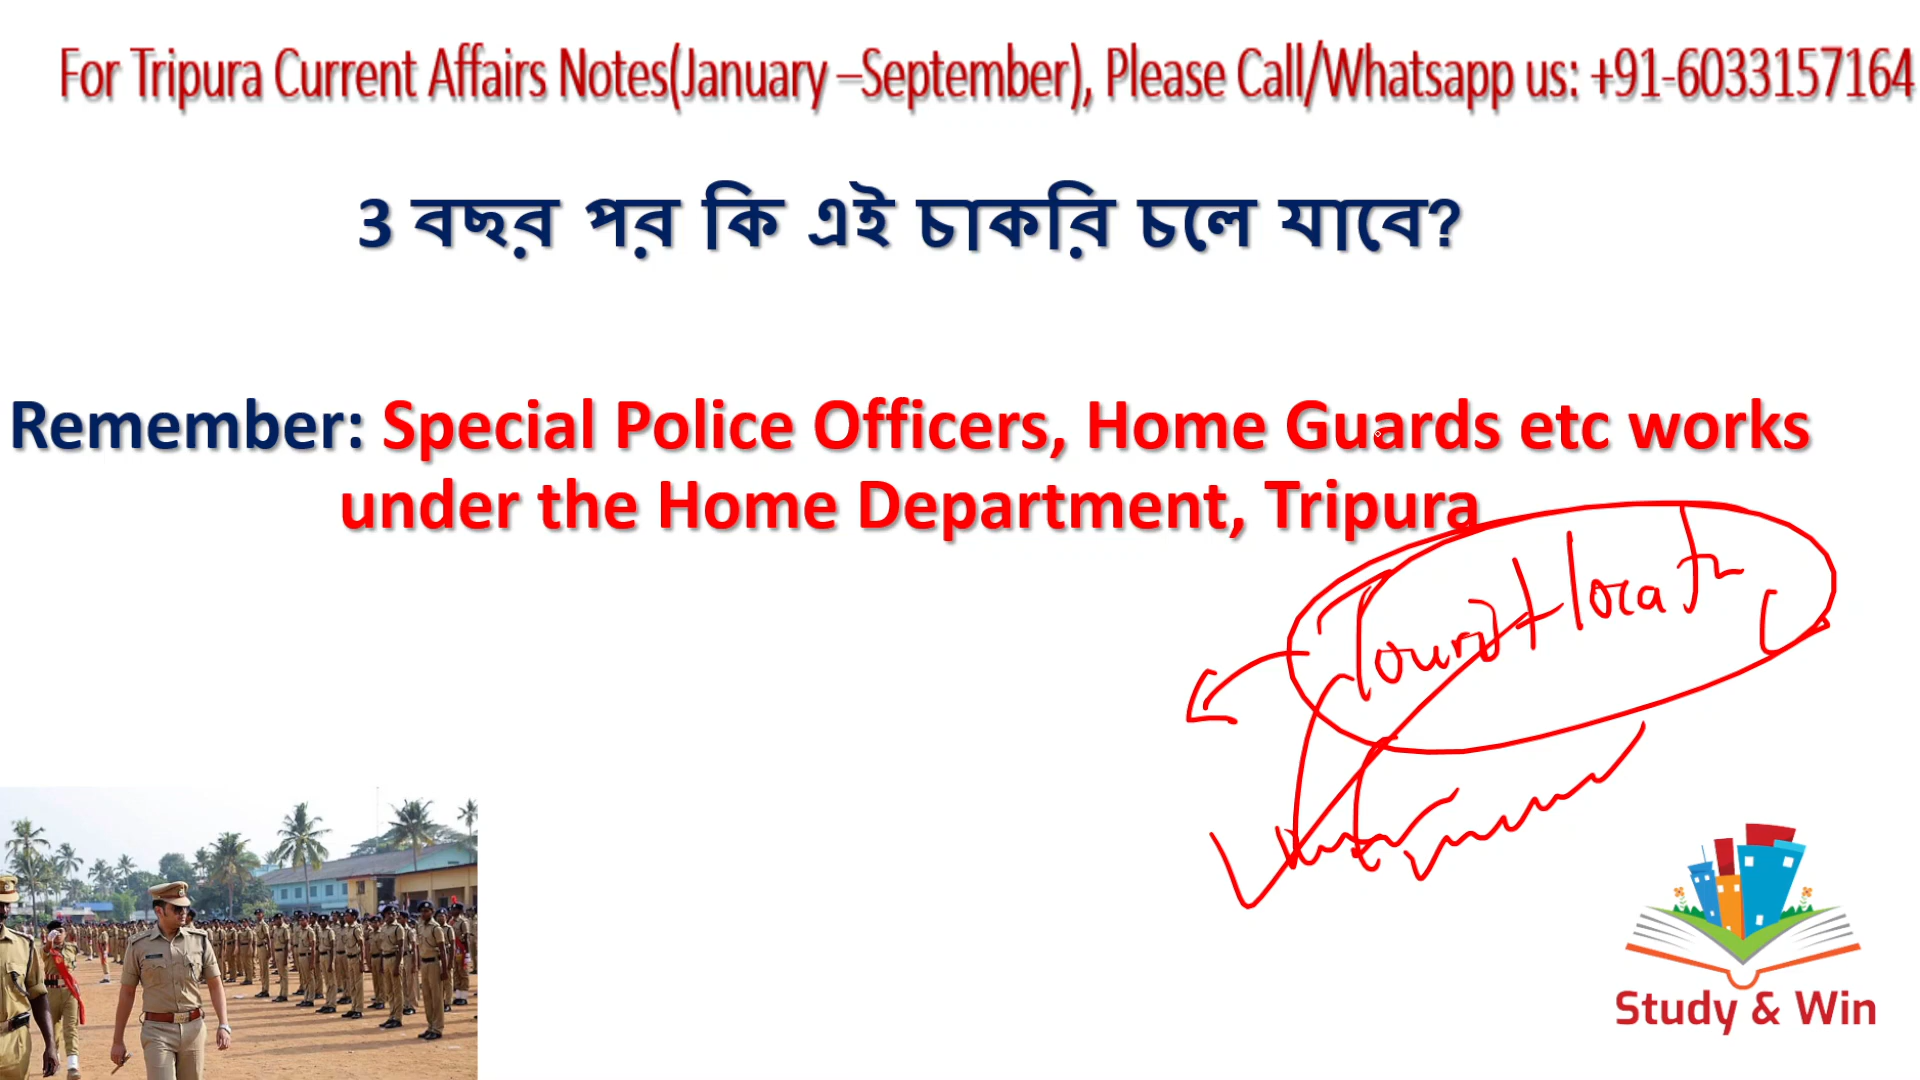 For Tripura Current Affairs Notes(January –September), Please Call/Whatsapp us: +91-6033157164
3 বছর পর কি এই চাকরি চলে যাবে?
Remember: Special Police Officers, Home Guards etc works
under the Home Department, Tripura
Study & Win